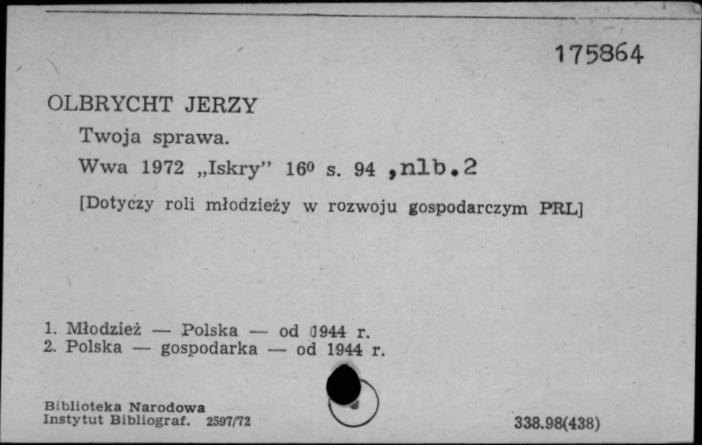 175864
OLBRYCHT JERZY
Twoja sprawa.
Wwa 1972 „Iskry” 16⁰ s. 94 ,nlb.2
[Dotyczy roli młodzieży w rozwoju gospodarczym PRL]
1. Młodzież — Polska — od 1944 r.
2. Polska — gospodarka — od 1944 r.
Biblioteka Narodowa
Instytut Bibliograf. 2597/72
338.98(438)